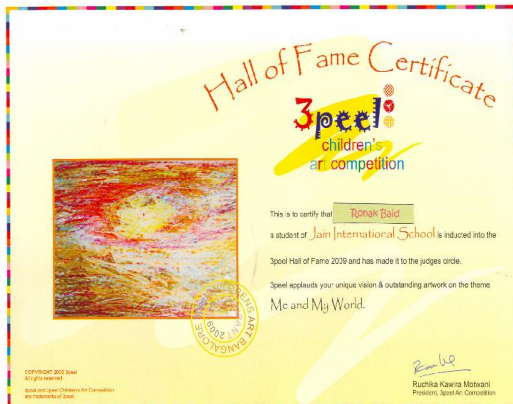 Hall of Fame Certificate
3peel
children's
art competition
This is to certify that Ronak Baid
a student of Jain International School is inducted into the
3peel Hall of Fame 2009 and has made it to the judges circle.
3peel applauds your unique vision & outstanding artwork on the theme
Me and My World.
ART BANGALORE
2009
COPYRIGHT 2009 3peel
All rights reserved
3peel and 3peel Children's Art Competition
are trademarks of 3peel
Ruchika Kawira Motwani
President, 3peel Art Competition